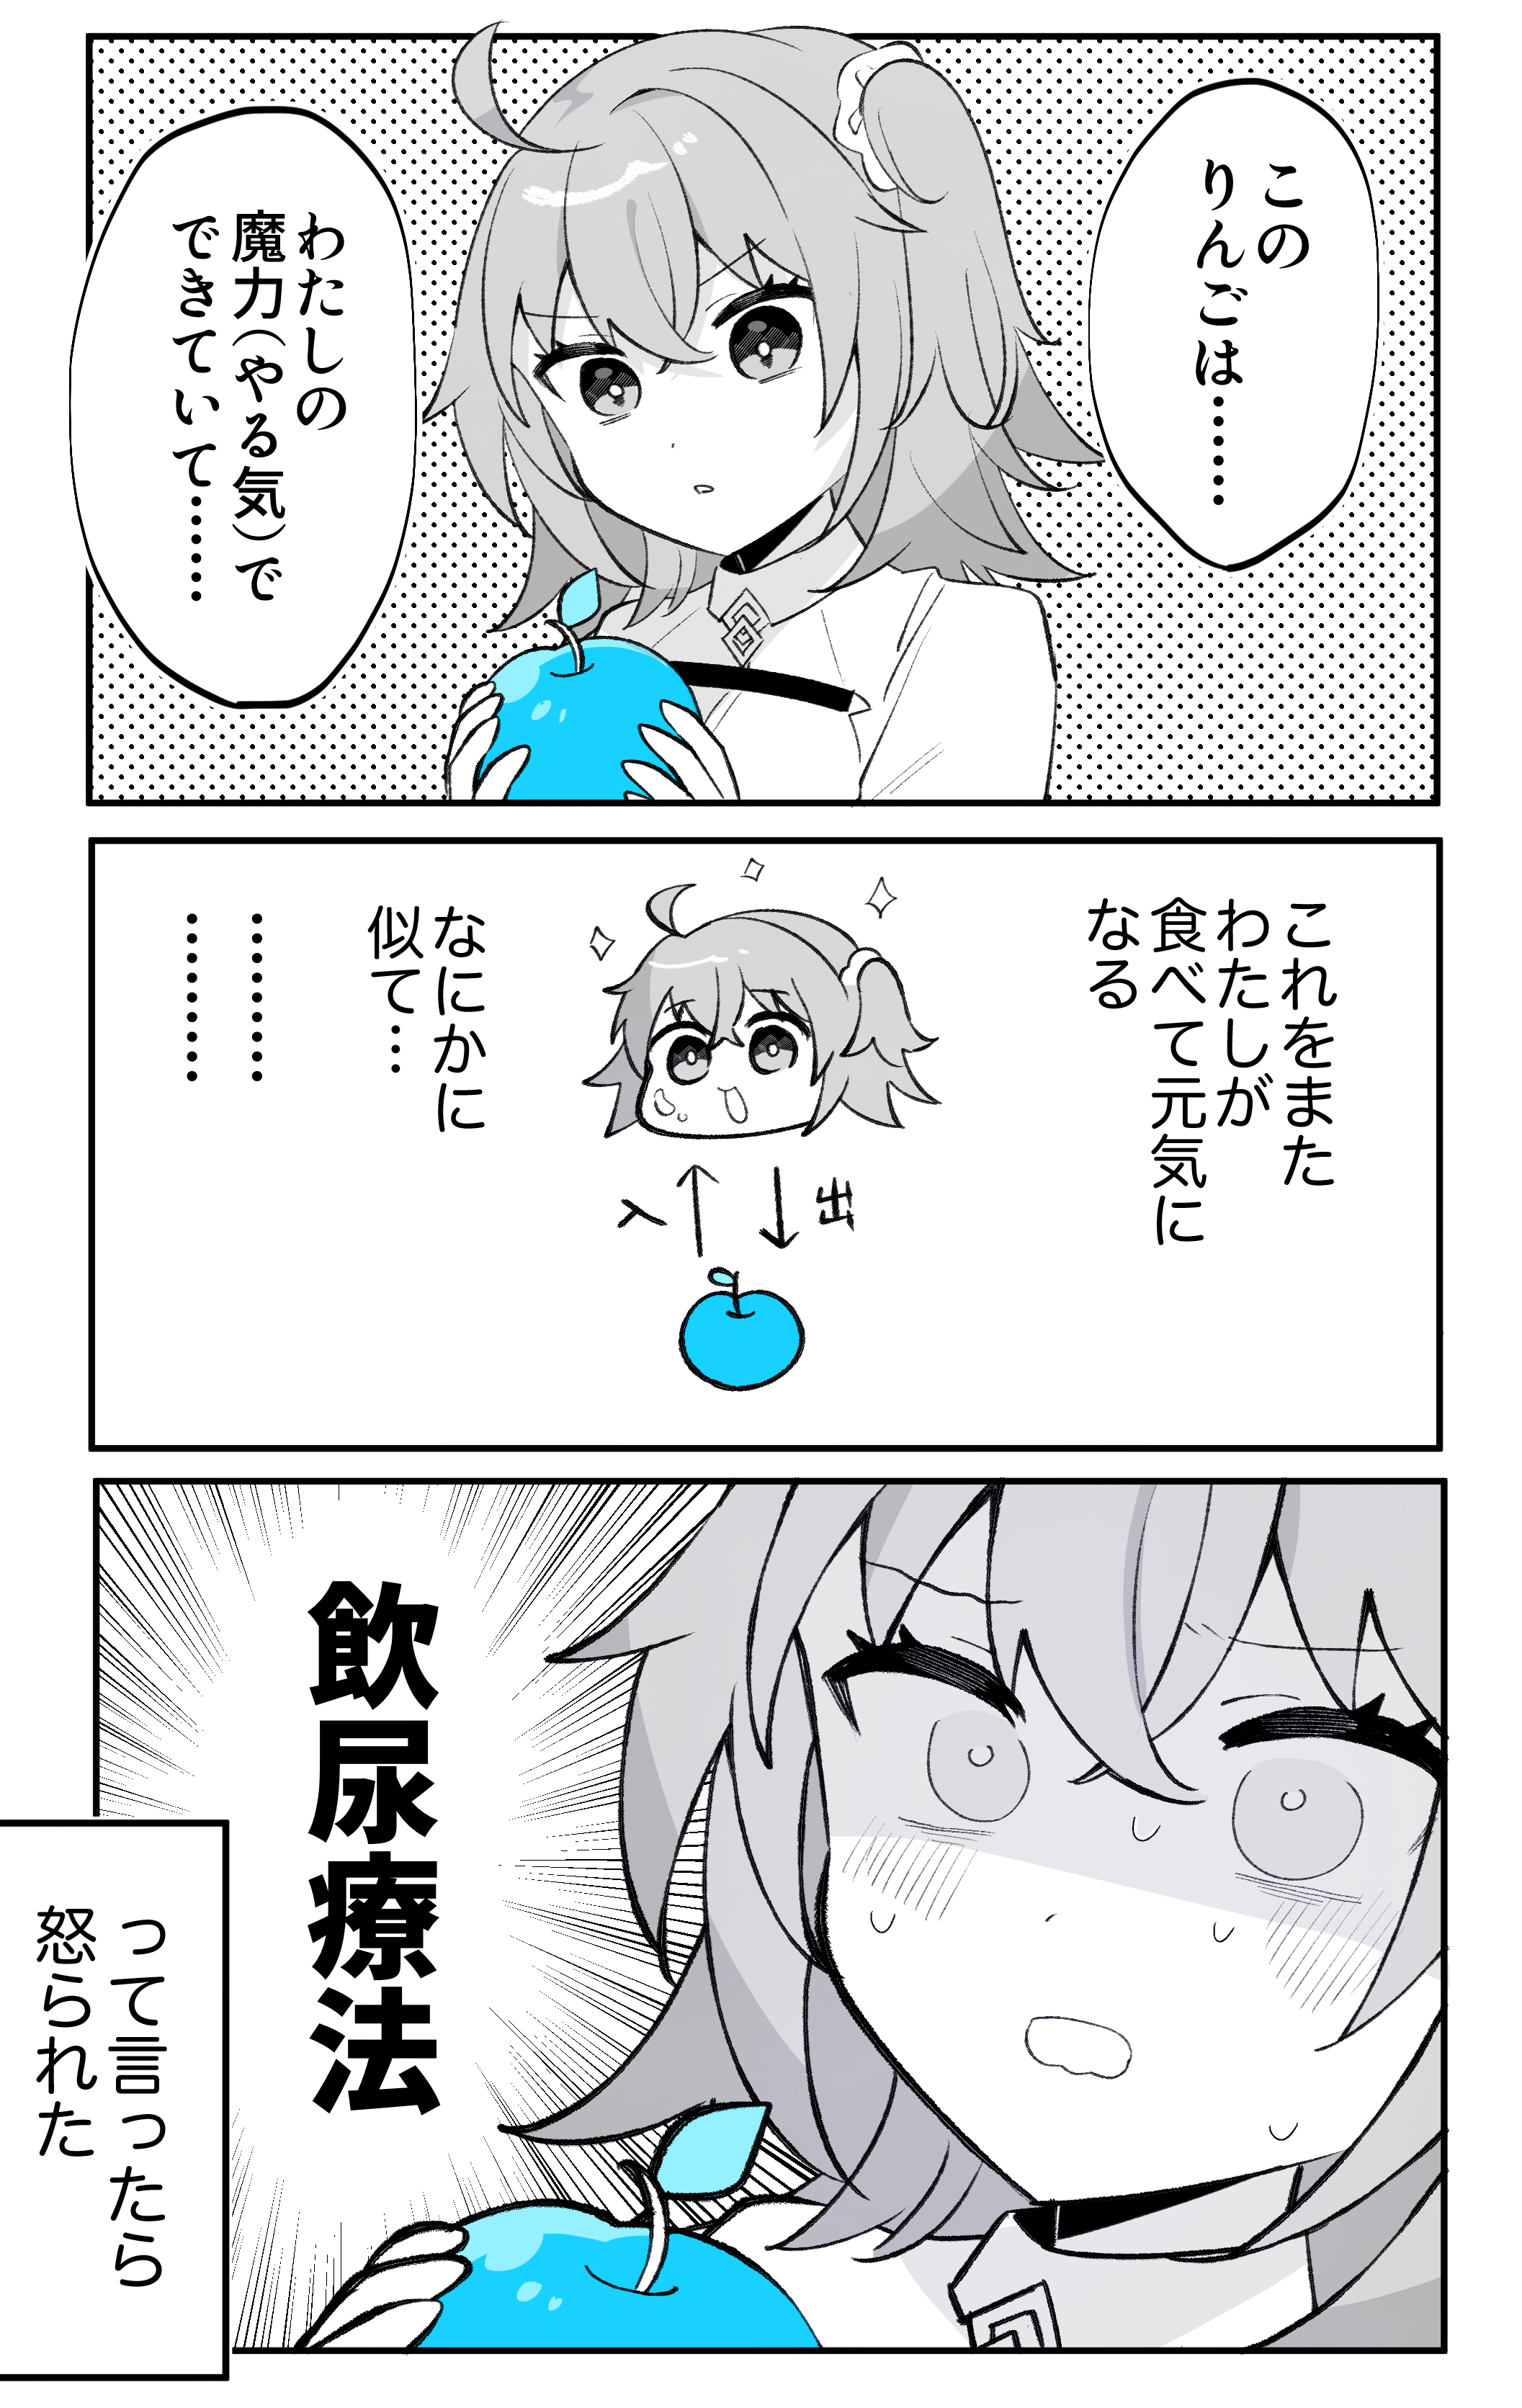 この
りんごは……
わたしの
魔力（やる気）で
できていて……
これをまた
わたしが
食べて元気に
なる
出
入
なにかに
似て…
………
………
飲尿療法
って言ったら
怒られた